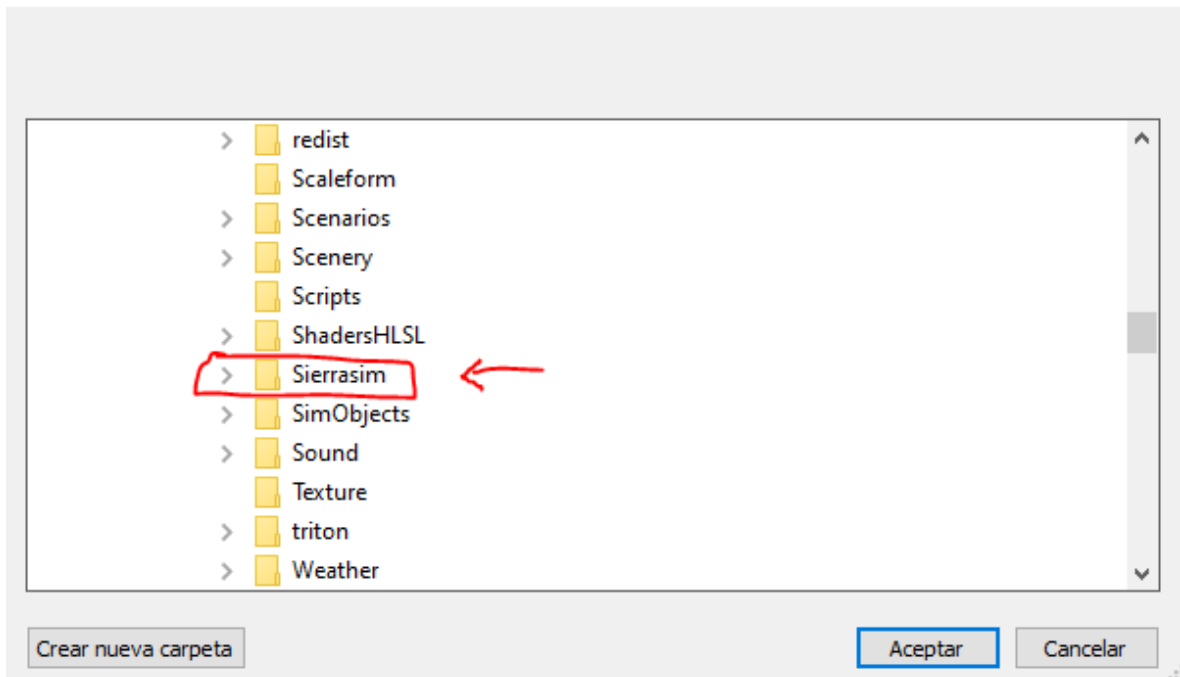 redist
Scaleform
Scenarios
Scenery
Scripts
ShadersHLSL
Sierrasim
SimObjects
Sound
Texture
triton
Weather
Crear nueva carpeta
Aceptar
Cancelar